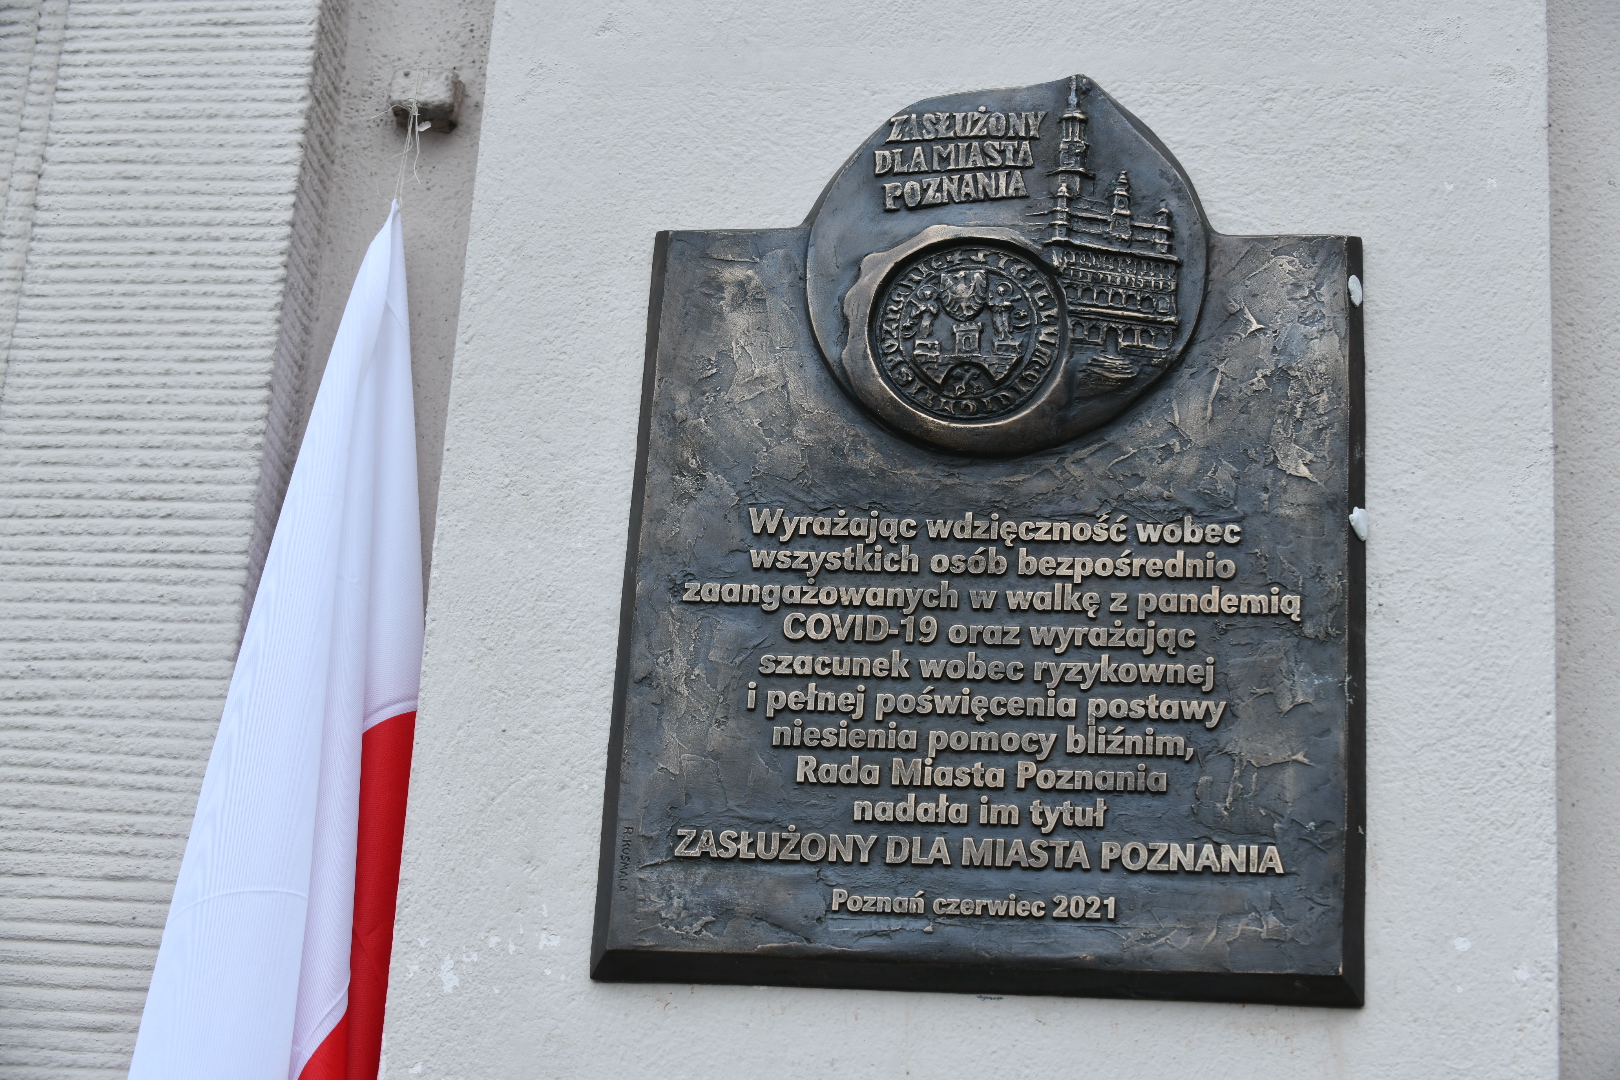 ZASŁUŻONY
DLA MIASTA
POZNANIA
Wyrażając wdzięczność wobec
wszystkich osób bezpośrednio
zaangażowanych w walkę z pandemią
COVID-19 oraz wyrażając
szacunek wobec ryzykownej
i pełnej poświęcenia postawy
niesienia pomocy bliźnim,
Rada Miasta Poznania
nadała im tytuł
ZASŁUŻONY DLA MIASTA POZNANIA
Poznań czerwiec 2021